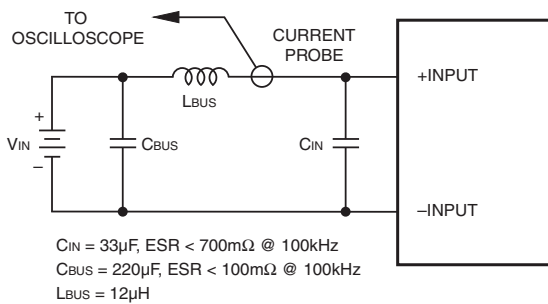 TO
OSCILLOSCOPE
CURRENT
PROBE
+INPUT
LBUS
+
VIN
–
CBUS
CIN
–INPUT
CIN = 33µF, ESR < 700mΩ @ 100kHz
CBUS = 220µF, ESR < 100mΩ @ 100kHz
LBUS = 12µH